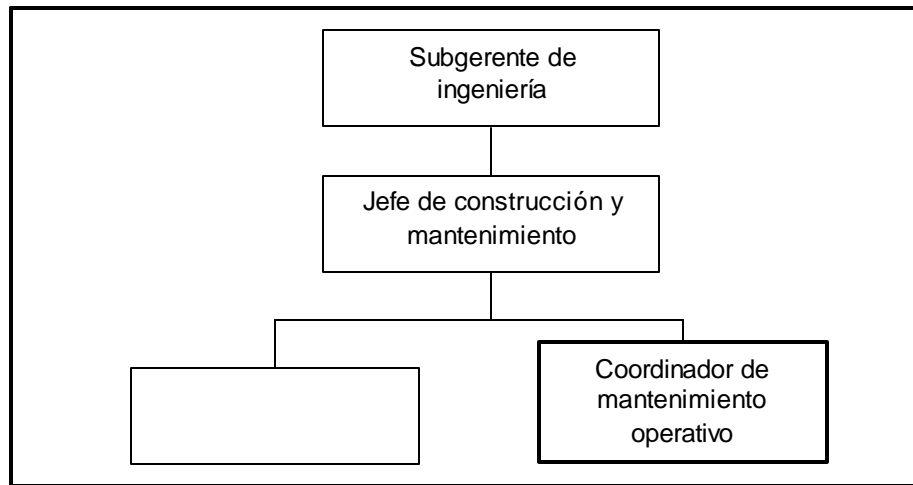 Subgerente de
ingeniería
Jefe de construcción y
mantenimiento
Coordinador de
mantenimiento
operativo